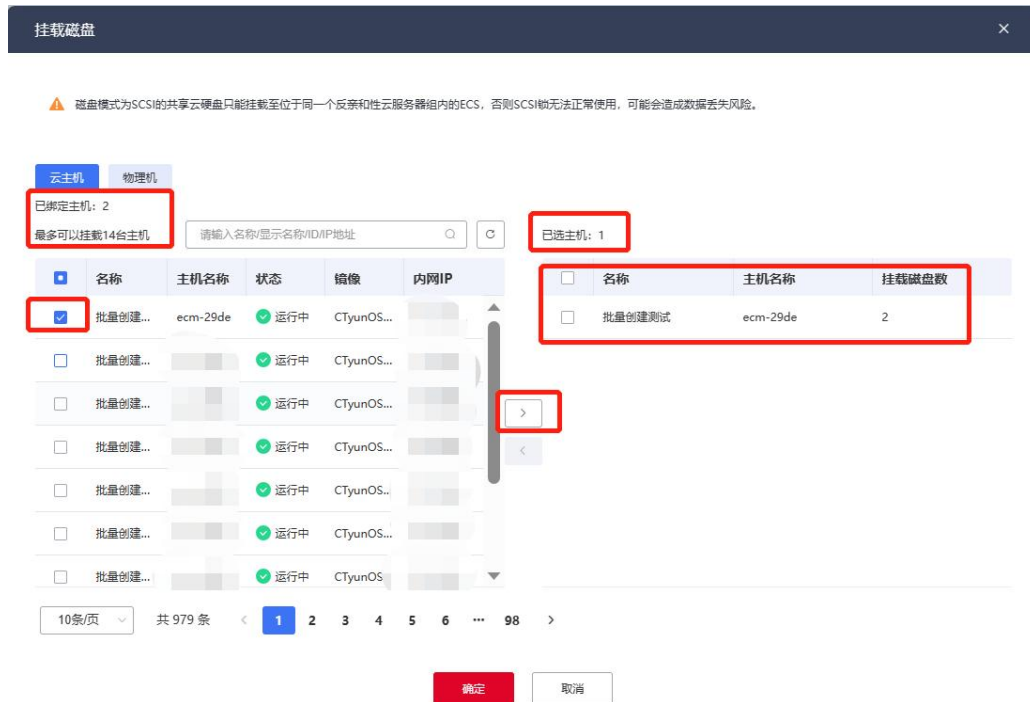 挂载磁盘
磁盘模式为SCSI的共享云硬盘只能挂载至位于同一个反亲和性云服务器组内的ECS，否则SCSI锁无法正常使用，可能会造成数据丢失风险。
云主机 物理机
已绑定主机：2
最多可以挂载14台主机 请输入名称/显示名称/ID/IP地址 已选主机：1
名称 主机名称 状态 镜像 内网IP 名称 主机名称 挂载磁盘数
批量创建... ecm-29de 运行中 CTyunOS... 批量创建测试 ecm-29de 2
批量创建... 运行中 CTyunOS...
批量创建... 运行中 CTyunOS...
批量创建... 运行中 CTyunOS...
批量创建... 运行中 CTyunOS..
批量创建... 运行中 CTyunOS...
批量创建... 运行中 CTyunOS
10条/页 共 979 条 < 1 2 3 4 5 6 ··· 98 >
确定 取消